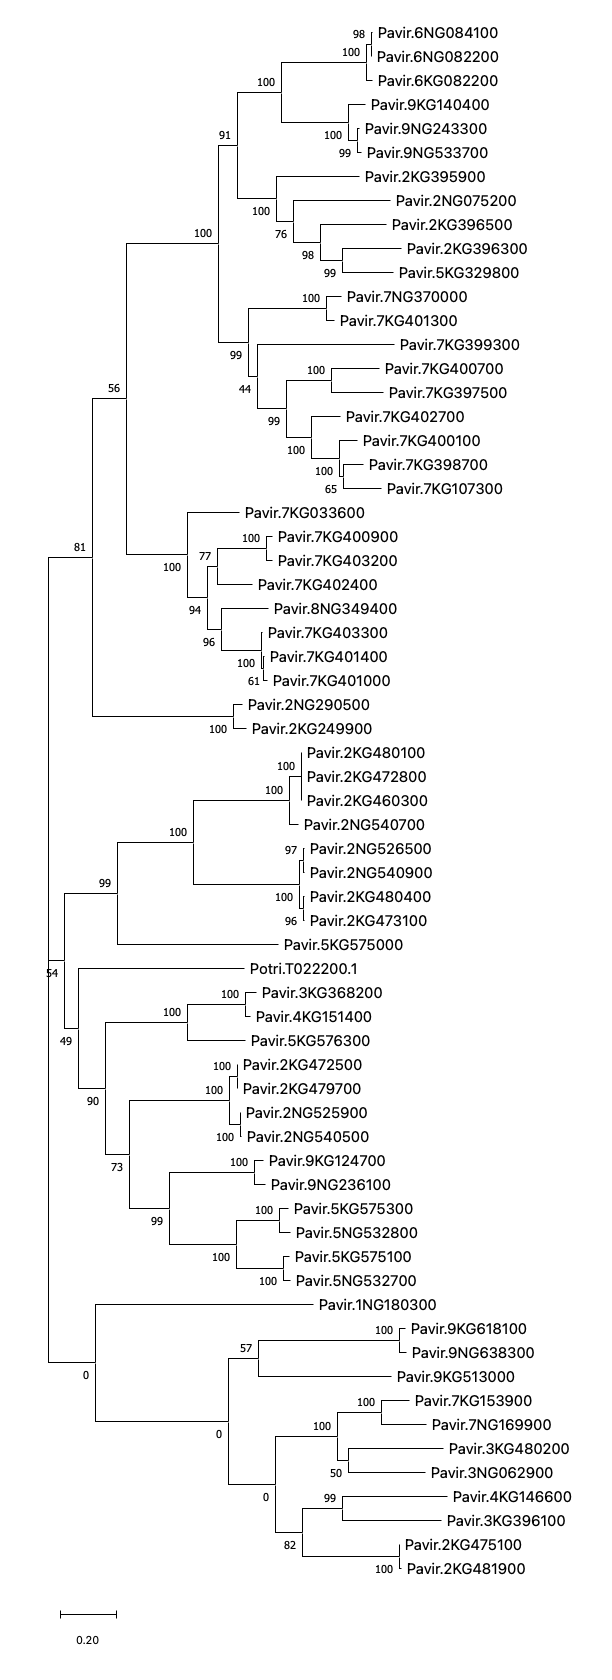 98
Pavir.6NG084100
100
Pavir.6NG082200
100
Pavir.6KG082200
Pavir.9KG140400
91
100
Pavir.9NG243300
99
Pavir.9NG533700
Pavir.2KG395900
100
Pavir.2NG075200
76
Pavir.2KG396500
100
98
Pavir.2KG396300
99
Pavir.5KG329800
100
Pavir.7NG370000
Pavir.7KG401300
99
Pavir.7KG399300
100
Pavir.7KG400700
44
Pavir.7KG397500
56
99
Pavir.7KG402700
100
Pavir.7KG400100
100
Pavir.7KG398700
65
Pavir.7KG107300
Pavir.7KG033600
100
Pavir.7KG400900
81
100
77
Pavir.7KG403200
Pavir.7KG402400
94
Pavir.8NG349400
96
Pavir.7KG403300
100
Pavir.7KG401400
61
Pavir.7KG401000
Pavir.2NG290500
100
Pavir.2KG249900
Pavir.2KG480100
100
Pavir.2KG472800
100
Pavir.2KG460300
Pavir.2NG540700
100
97
Pavir.2NG526500
Pavir.2NG540900
99
100
Pavir.2KG480400
96
Pavir.2KG473100
Pavir.5KG575000
54
Potri.T022200.1
100
Pavir.3KG368200
100
Pavir.4KG151400
49
Pavir.5KG576300
100
Pavir.2KG472500
100
Pavir.2KG479700
90
Pavir.2NG525900
100
Pavir.2NG540500
73
100
Pavir.9KG124700
Pavir.9NG236100
99
100
Pavir.5KG575300
Pavir.5NG532800
100
Pavir.5KG575100
100
Pavir.5NG532700
Pavir.1NG180300
100
Pavir.9KG618100
57
Pavir.9NG638300
0
Pavir.9KG513000
100
Pavir.7KG153900
100
Pavir.7NG169900
0
Pavir.3KG480200
50
Pavir.3NG062900
0
99
Pavir.4KG146600
Pavir.3KG396100
82
Pavir.2KG475100
100
Pavir.2KG481900
0.20